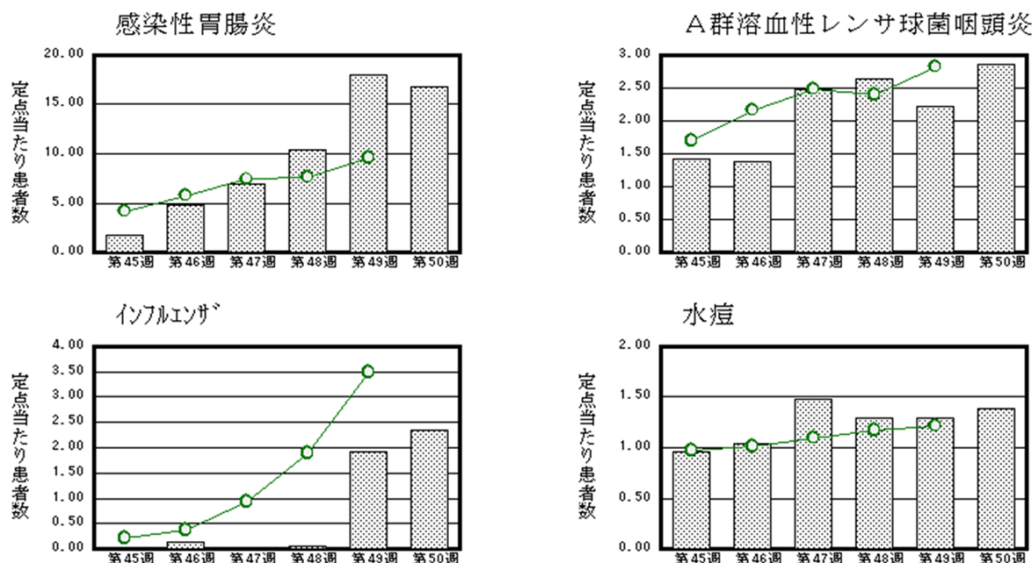 感染性胃腸炎
20.00
15.00
10.00
5.00
0.00
定点当たり患者数
第45週 第46週 第47週 第48週 第49週 第50週
A群溶血性レンサ球菌咽頭炎
3.00
2.50
2.00
1.50
1.00
0.50
0.00
定点当たり患者数
第45週 第46週 第47週 第48週 第49週 第50週
ｲﾝﾌﾙｴﾝｻﾞ
4.00
3.50
3.00
2.50
2.00
1.50
1.00
0.50
0.00
定点当たり患者数
第45週 第46週 第47週 第48週 第49週 第50週
水痘
2.00
1.50
1.00
0.50
0.00
定点当たり患者数
第45週 第46週 第47週 第48週 第49週 第50週